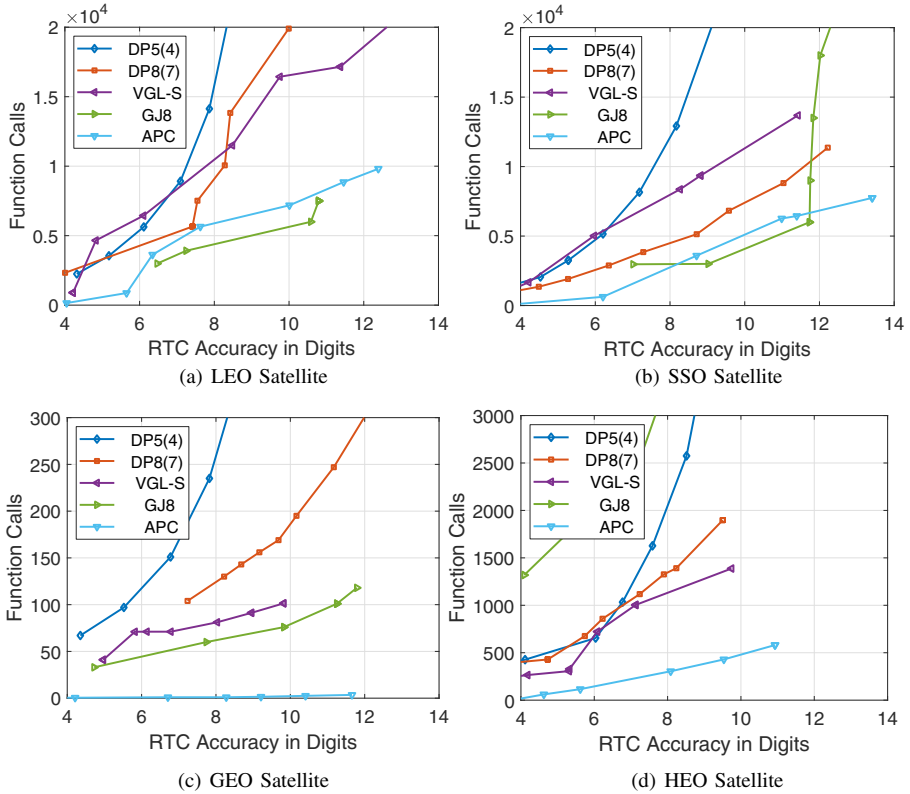 ×10⁴
2
1.5
1
0.5
0
Function Calls
DP5(4)
DP8(7)
VGL-S
GJ8
APC
4 6 8 10 12 14
RTC Accuracy in Digits
(a) LEO Satellite
×10⁴
2
1.5
1
0.5
0
Function Calls
DP5(4)
DP8(7)
VGL-S
GJ8
APC
4 6 8 10 12 14
RTC Accuracy in Digits
(b) SSO Satellite
300
250
200
150
100
50
0
Function Calls
DP5(4)
DP8(7)
VGL-S
GJ8
APC
4 6 8 10 12 14
RTC Accuracy in Digits
(c) GEO Satellite
3000
2500
2000
1500
1000
500
0
Function Calls
DP5(4)
DP8(7)
VGL-S
GJ8
APC
4 6 8 10 12 14
RTC Accuracy in Digits
(d) HEO Satellite